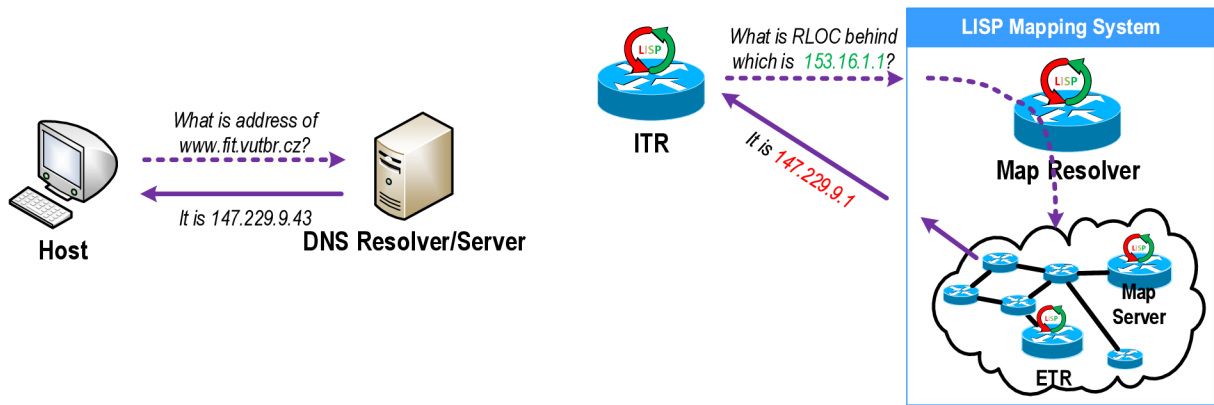 What is address of
www.fit.vutbr.cz?
It is 147.229.9.43
Host
DNS Resolver/Server
LISP
ITR
What is RLOC behind
which is 153.16.1.1?
It is 147.229.9.1
LISP Mapping System
LISP
Map Resolver
LISP
Map
Server
LISP
ETR